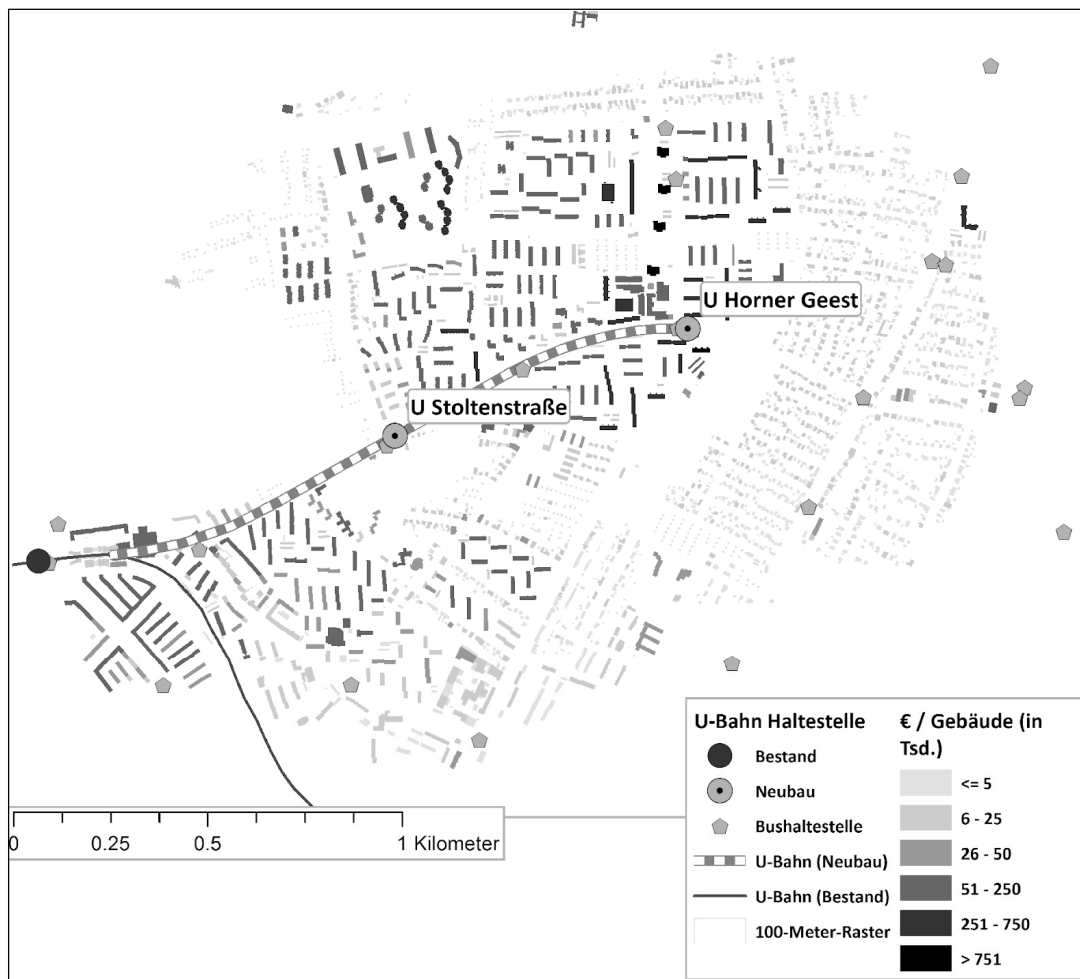 U Horner Geest
U Stoltenstraße
U-Bahn Haltestelle
Bestand
Neubau
Bushaltestelle
U-Bahn (Neubau)
U-Bahn (Bestand)
100-Meter-Raster
€ / Gebäude (in
Tsd.)
<= 5
6 - 25
26 - 50
51 - 250
251 - 750
> 751
0 0.25 0.5 1 Kilometer